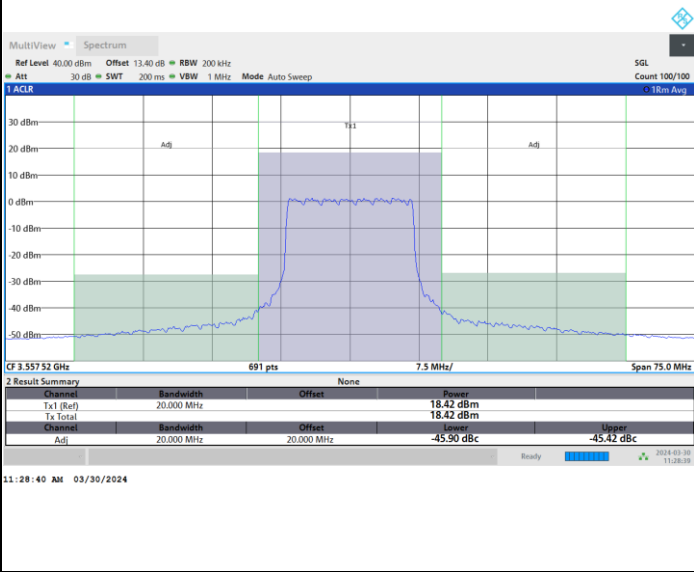 MultiView Spectrum
Ref Level 40.00 dBm Offset 13.40 dB RBW 200 kHz SGL
Att 30 dB SWT 200 ms VBW 1 MHz Mode Auto Sweep Count 100/100
1 ACLR 1Rm Avg
30 dBm
Tx1
Adj Adj
20 dBm
10 dBm
0 dBm
-10 dBm
-20 dBm
-30 dBm
-40 dBm
-50 dBm
CF 3.557 52 GHz 691 pts 7.5 MHz/ Span 75.0 MHz
2 Result Summary None
Channel Bandwidth Offset Power
Tx1 (Ref) 20.000 MHz 18.42 dBm
Tx Total 18.42 dBm
Channel Bandwidth Offset Lower Upper
Adj 20.000 MHz 20.000 MHz -45.90 dBc -45.42 dBc
Ready 2024-03-30
11:28:39
11:28:40 AM 03/30/2024